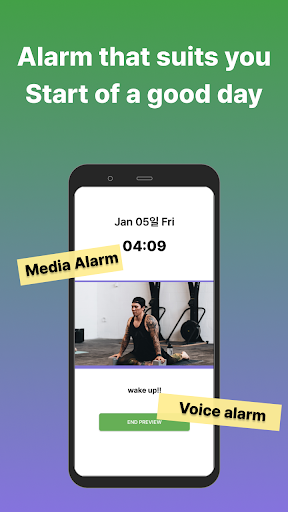 Alarm that suits you
Start of a good day
Jan 05일 Fri
04:09
Media Alarm
wake up!!
Voice alarm
END PREVIEW